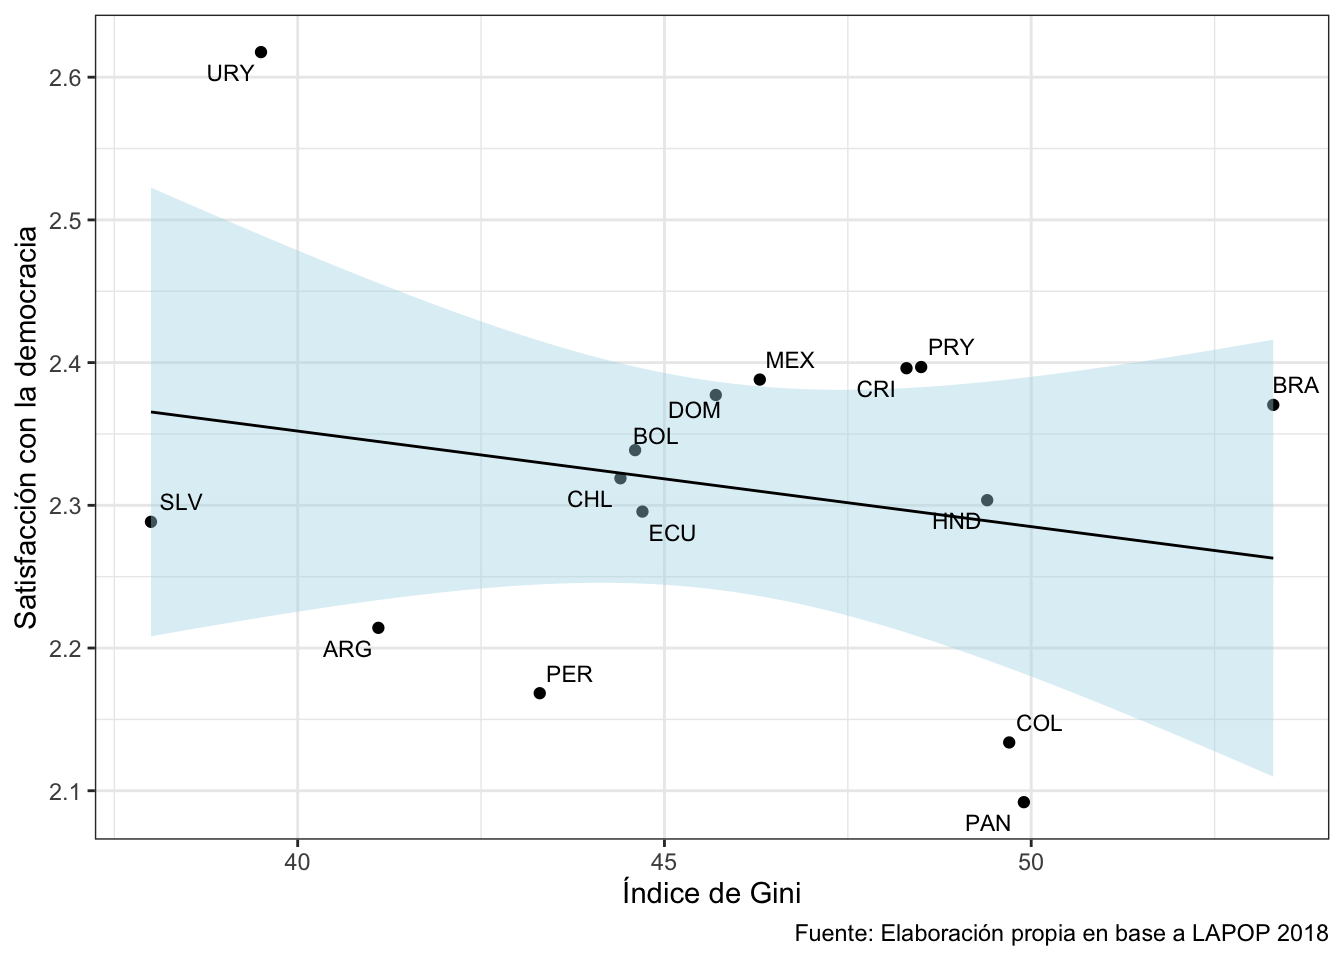 URY
2.6
2.5
Satisfacción con la democracia
2.4
MEX
PRY
CRI
BRA
DOM
BOL
2.3
SLV
CHL
HND
ECU
2.2
ARG
PER
COL
2.1
PAN
40
45
50
Índice de Gini
Fuente: Elaboración propia en base a LAPOP 2018